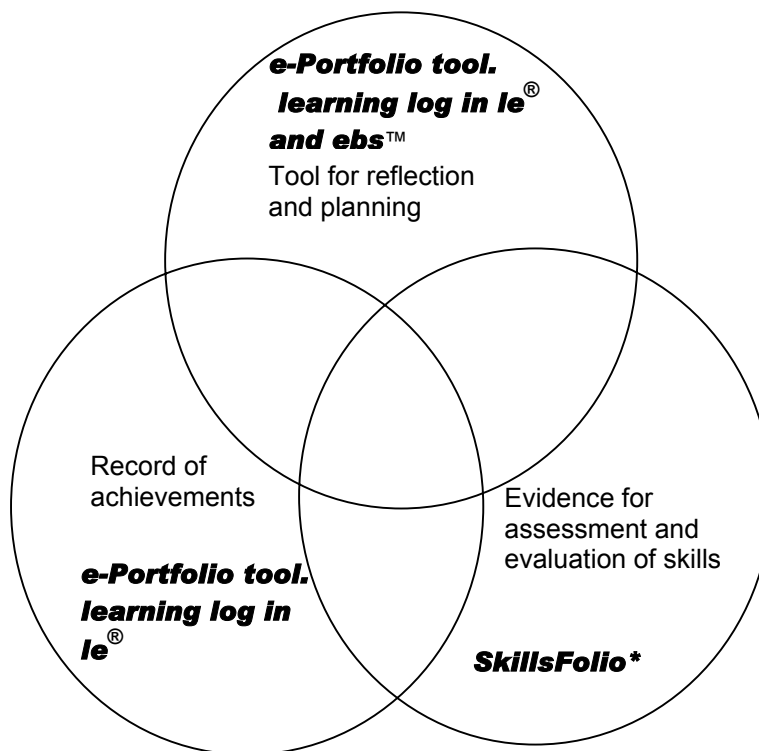 e-Portfolio tool.
learning log in le®
and ebs™
Tool for reflection
and planning
Record of
achievements
e-Portfolio tool.
learning log in
le®
Evidence for
assessment and
evaluation of skills
SkillsFolio*